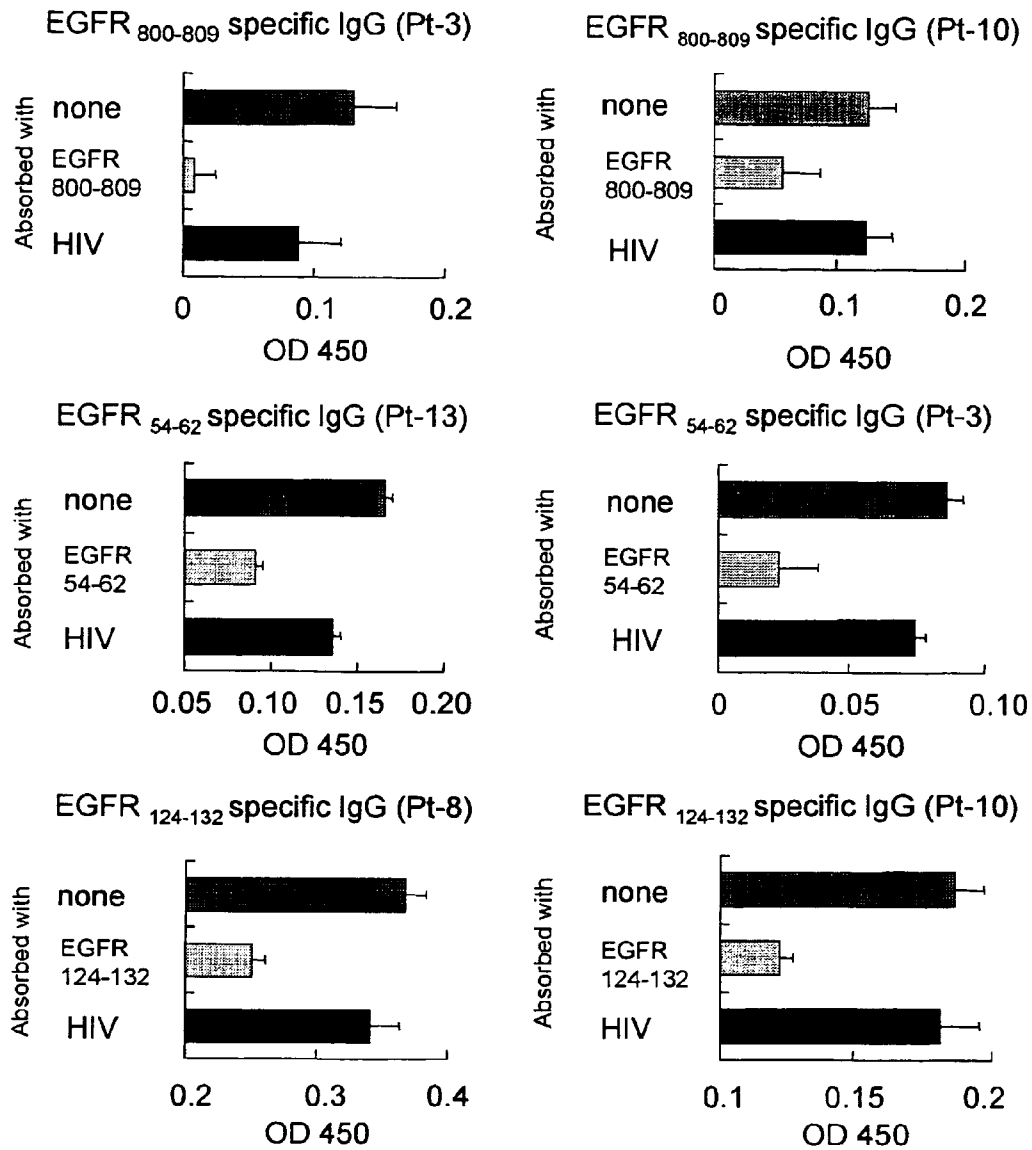 EGFR 800-809 specific IgG (Pt-3)
Absorbed with
none
EGFR
800-809
HIV
0 0.1 0.2
OD 450
EGFR 800-809 specific IgG (Pt-10)
Absorbed with
none
EGFR
800-809
HIV
0 0.1 0.2
OD 450
EGFR 54-62 specific IgG (Pt-13)
Absorbed with
none
EGFR
54-62
HIV
0.05 0.10 0.15 0.20
OD 450
EGFR 54-62 specific IgG (Pt-3)
Absorbed with
none
EGFR
54-62
HIV
0 0.05 0.10
OD 450
EGFR 124-132 specific IgG (Pt-8)
Absorbed with
none
EGFR
124-132
HIV
0.2 0.3 0.4
OD 450
EGFR 124-132 specific IgG (Pt-10)
Absorbed with
none
EGFR
124-132
HIV
0.1 0.15 0.2
OD 450